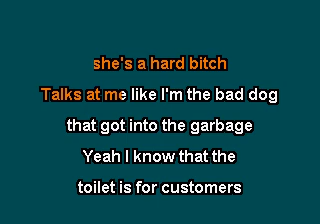 she's a hard bitch
Talks at me like I'm the bad dog
that got into the garbage
Yeah I know that the
toilet is for customers